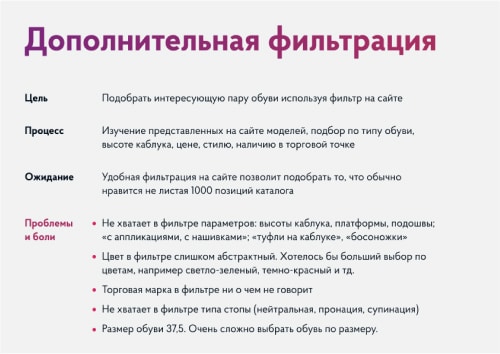 Дополнительная фильтрация
Цель
Подобрать интересующую пару обуви используя фильтр на сайте
Процесс
Изучение представленных на сайте моделей, подбор по типу обуви,
высоте каблука, цене, стилю, наличию в торговой точке
Ожидание
Удобная фильтрация на сайте позволит подобрать то, что обычно
нравится не листая 1000 позиций каталога
Проблемы
и боли
• Не хватает в фильтре параметров: высоты каблука, платформы, подошвы;
«с аппликациями, с нашивками»; «туфли на каблуке», «босоножки»
• Цвет в фильтре слишком абстрактный. Хотелось бы больший выбор по
цветам, например светло-зеленый, темно-красный и тд.
• Торговая марка в фильтре ни о чем не говорит
• Не хватает в фильтре типа стопы (нейтральная, пронация, супинация)
• Размер обуви 37,5. Очень сложно выбрать обувь по размеру.